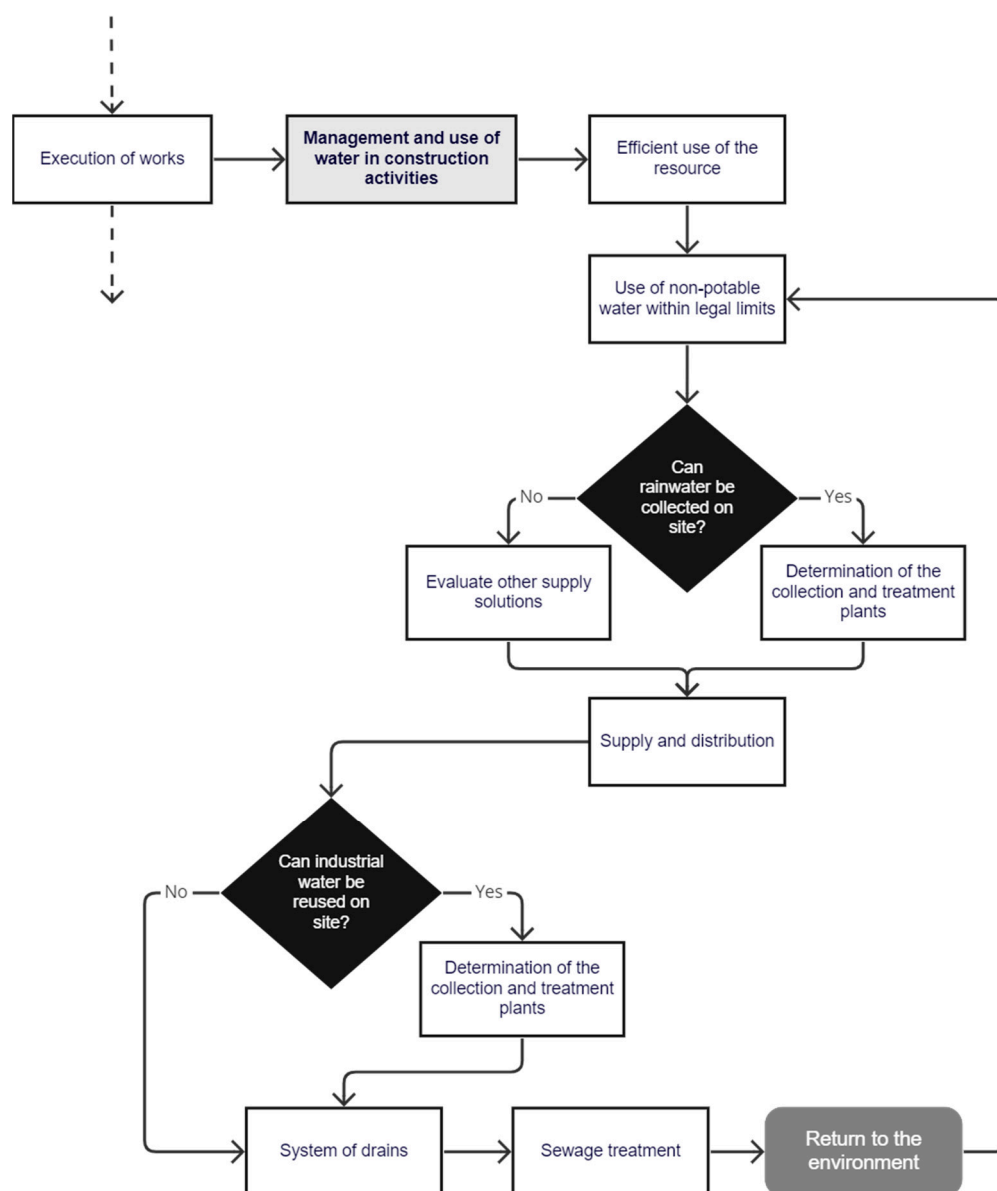 Execution of works
Management and use of
water in construction
activities
Efficient use of the
resource
Use of non-potable
water within legal limits
Can
rainwater be
collected on
site?
No
Yes
Evaluate other supply
solutions
Determination of the
collection and treatment
plants
Supply and distribution
Can industrial
water be
reused on
site?
No
Yes
Determination of the
collection and treatment
plants
System of drains
Sewage treatment
Return to the
environment